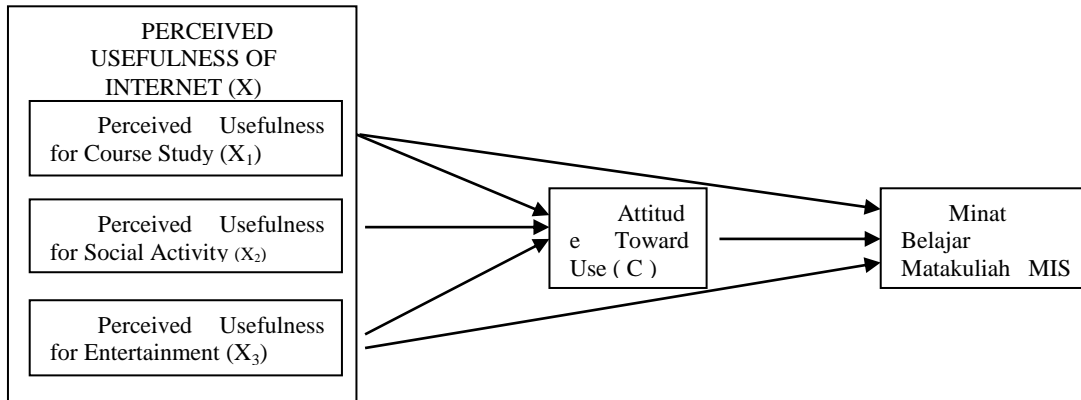 PERCEIVED
USEFULNESS OF
INTERNET (X)
Perceived Usefulness
for Course Study (X₁)
Perceived Usefulness
for Social Activity (X₂)
Perceived Usefulness
for Entertainment (X₃)
Attitud
e Toward
Use ( C )
Minat
Belajar
Matakuliah MIS